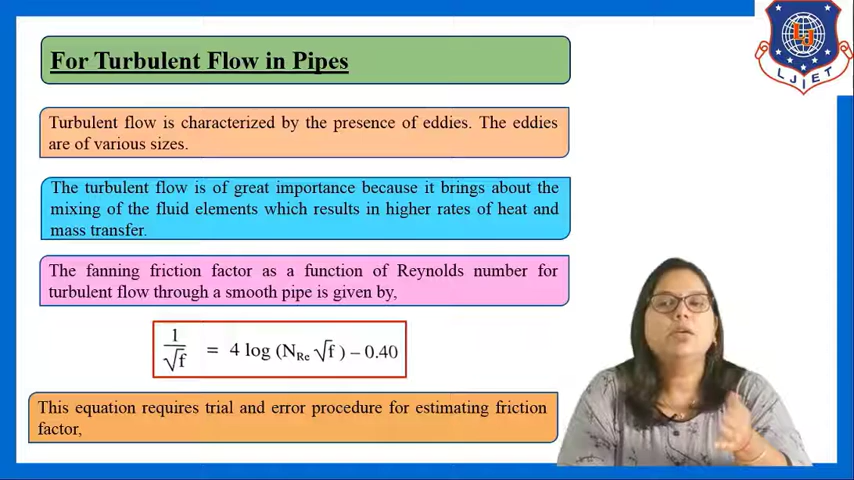 For Turbulent Flow in Pipes
LJIET
Turbulent flow is characterized by the presence of eddies. The eddies
are of various sizes.
The turbulent flow is of great importance because it brings about the
mixing of the fluid elements which results in higher rates of heat and
mass transfer.
The fanning friction factor as a function of Reynolds number for
turbulent flow through a smooth pipe is given by,
1/√f = 4 log (N_Re √f ) – 0.40
This equation requires trial and error procedure for estimating friction
factor,